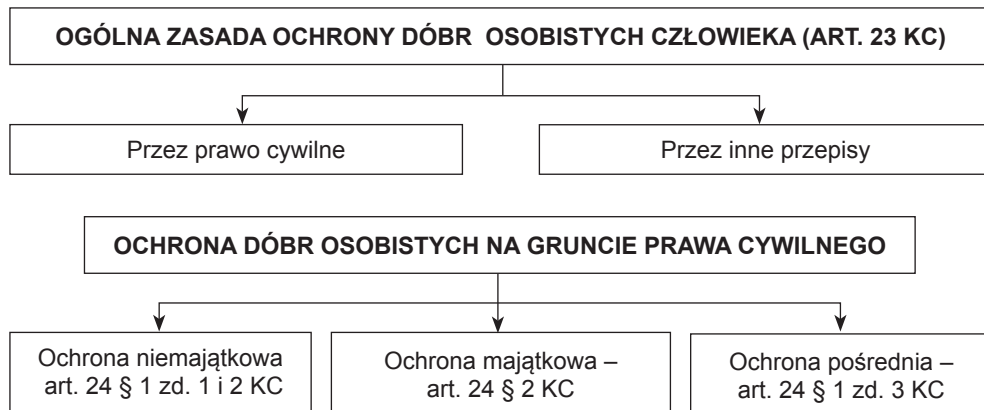 OGÓLNA ZASADA OCHRONY DÓBR OSOBISTYCH CZŁOWIEKA (ART. 23 KC)
Przez prawo cywilne
Przez inne przepisy
OCHRONA DÓBR OSOBISTYCH NA GRUNCIE PRAWA CYWILNEGO
Ochrona niemajątkowa
art. 24 § 1 zd. 1 i 2 KC
Ochrona majątkowa –
art. 24 § 2 KC
Ochrona pośrednia –
art. 24 § 1 zd. 3 KC